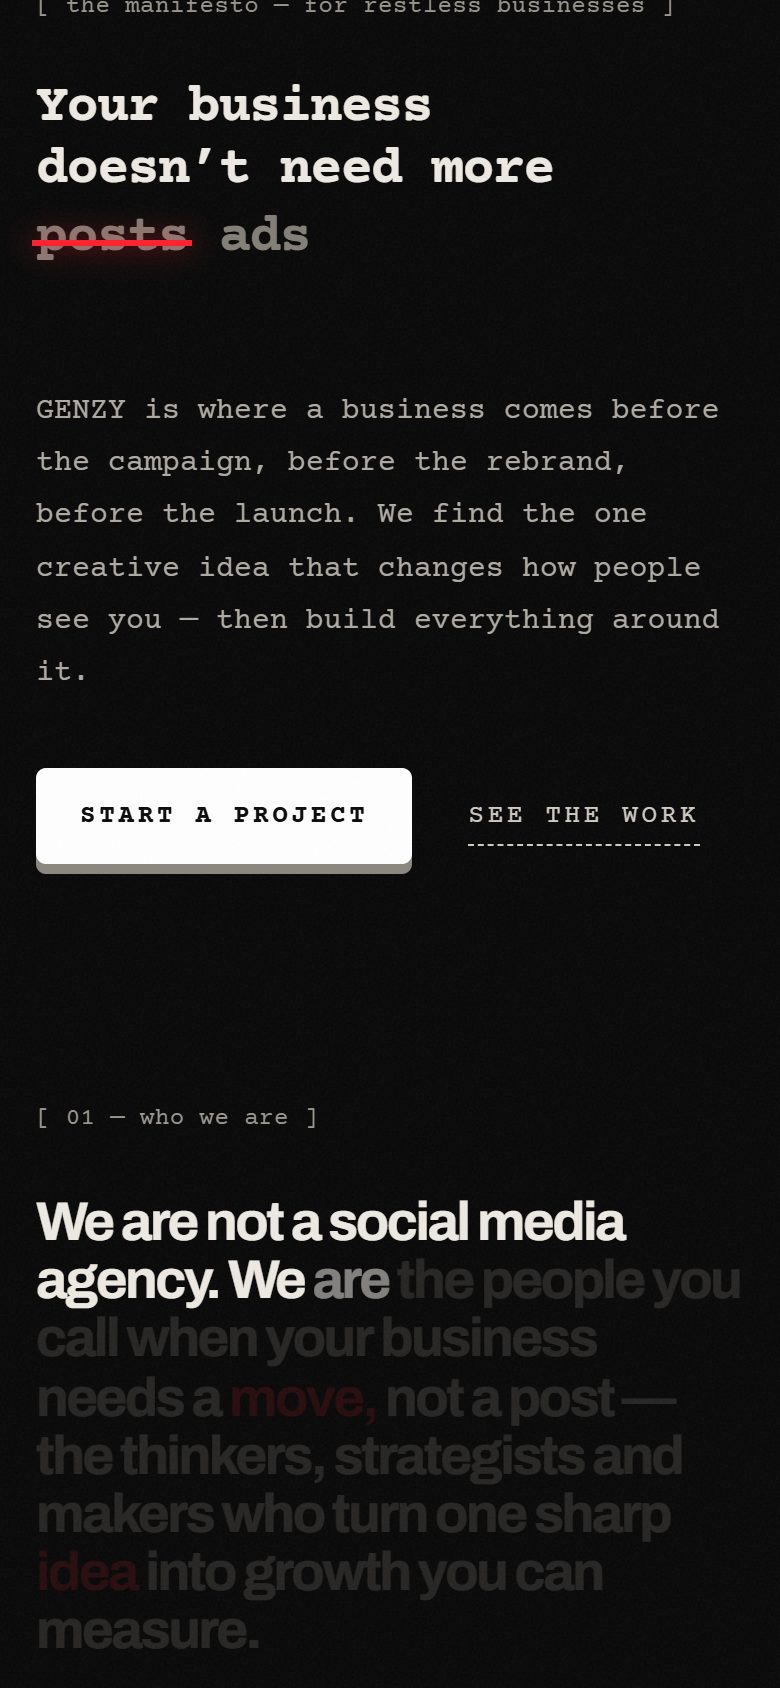 [ the manifesto — for restless businesses ]
Your business
doesn’t need more
posts ads
GENZY is where a business comes before
the campaign, before the rebrand,
before the launch. We find the one
creative idea that changes how people
see you — then build everything around
it.
START A PROJECT
SEE THE WORK
[ 01 — who we are ]
We are not a social media
agency. We are the people you
call when your business
needs a move, not a post —
the thinkers, strategists and
makers who turn one sharp
idea into growth you can
measure.